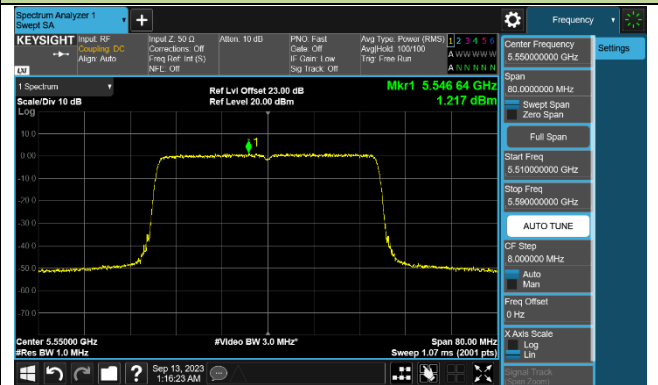 Spectrum Analyzer 1
Swept SA
Frequency
KEYSIGHT
Input: RF
Coupling: DC
Align: Auto
Input Z: 50 Ω
Corrections: Off
Freq Ref: Int (S)
NFE: Off
Atten: 10 dB
PNO: Fast
Gate: Off
IF Gain: Low
Sig Track: Off
Avg Type: Power (RMS)
Avg|Hold: 100/100
Trig: Free Run
1 2 3 4 5 6
A W W W W W
A N N N N N
LXI
1 Spectrum
Scale/Div 10 dB
Log
Ref Lvl Offset 23.00 dB
Ref Level 20.00 dBm
Mkr1 5.546 64 GHz
1.217 dBm
10.0
0.00
-10.0
-20.0
-30.0
-40.0
-50.0
-60.0
-70.0
1
Center 5.55000 GHz
#Res BW 1.0 MHz
#Video BW 3.0 MHz*
Span 80.00 MHz
Sweep 1.07 ms (2001 pts)
Sep 13, 2023
1:16:23 AM
Center Frequency
5.550000000 GHz
Settings
Span
80.0000000 MHz
Swept Span
Zero Span
Full Span
Start Freq
5.510000000 GHz
Stop Freq
5.590000000 GHz
AUTO TUNE
CF Step
8.000000 MHz
Auto
Man
Freq Offset
0 Hz
X Axis Scale
Log
Lin
Signal Track
(Span Zoom)